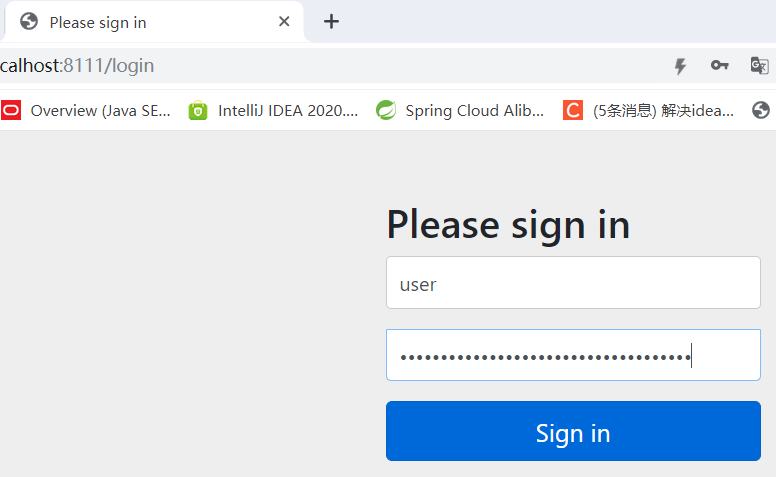 Please sign in
calhost:8111/login
Overview (Java SE... IntelliJ IDEA 2020.... Spring Cloud Alib... (5条消息) 解决idea...
Please sign in
user
••••••••••••••••••••••••••••••••••••
Sign in